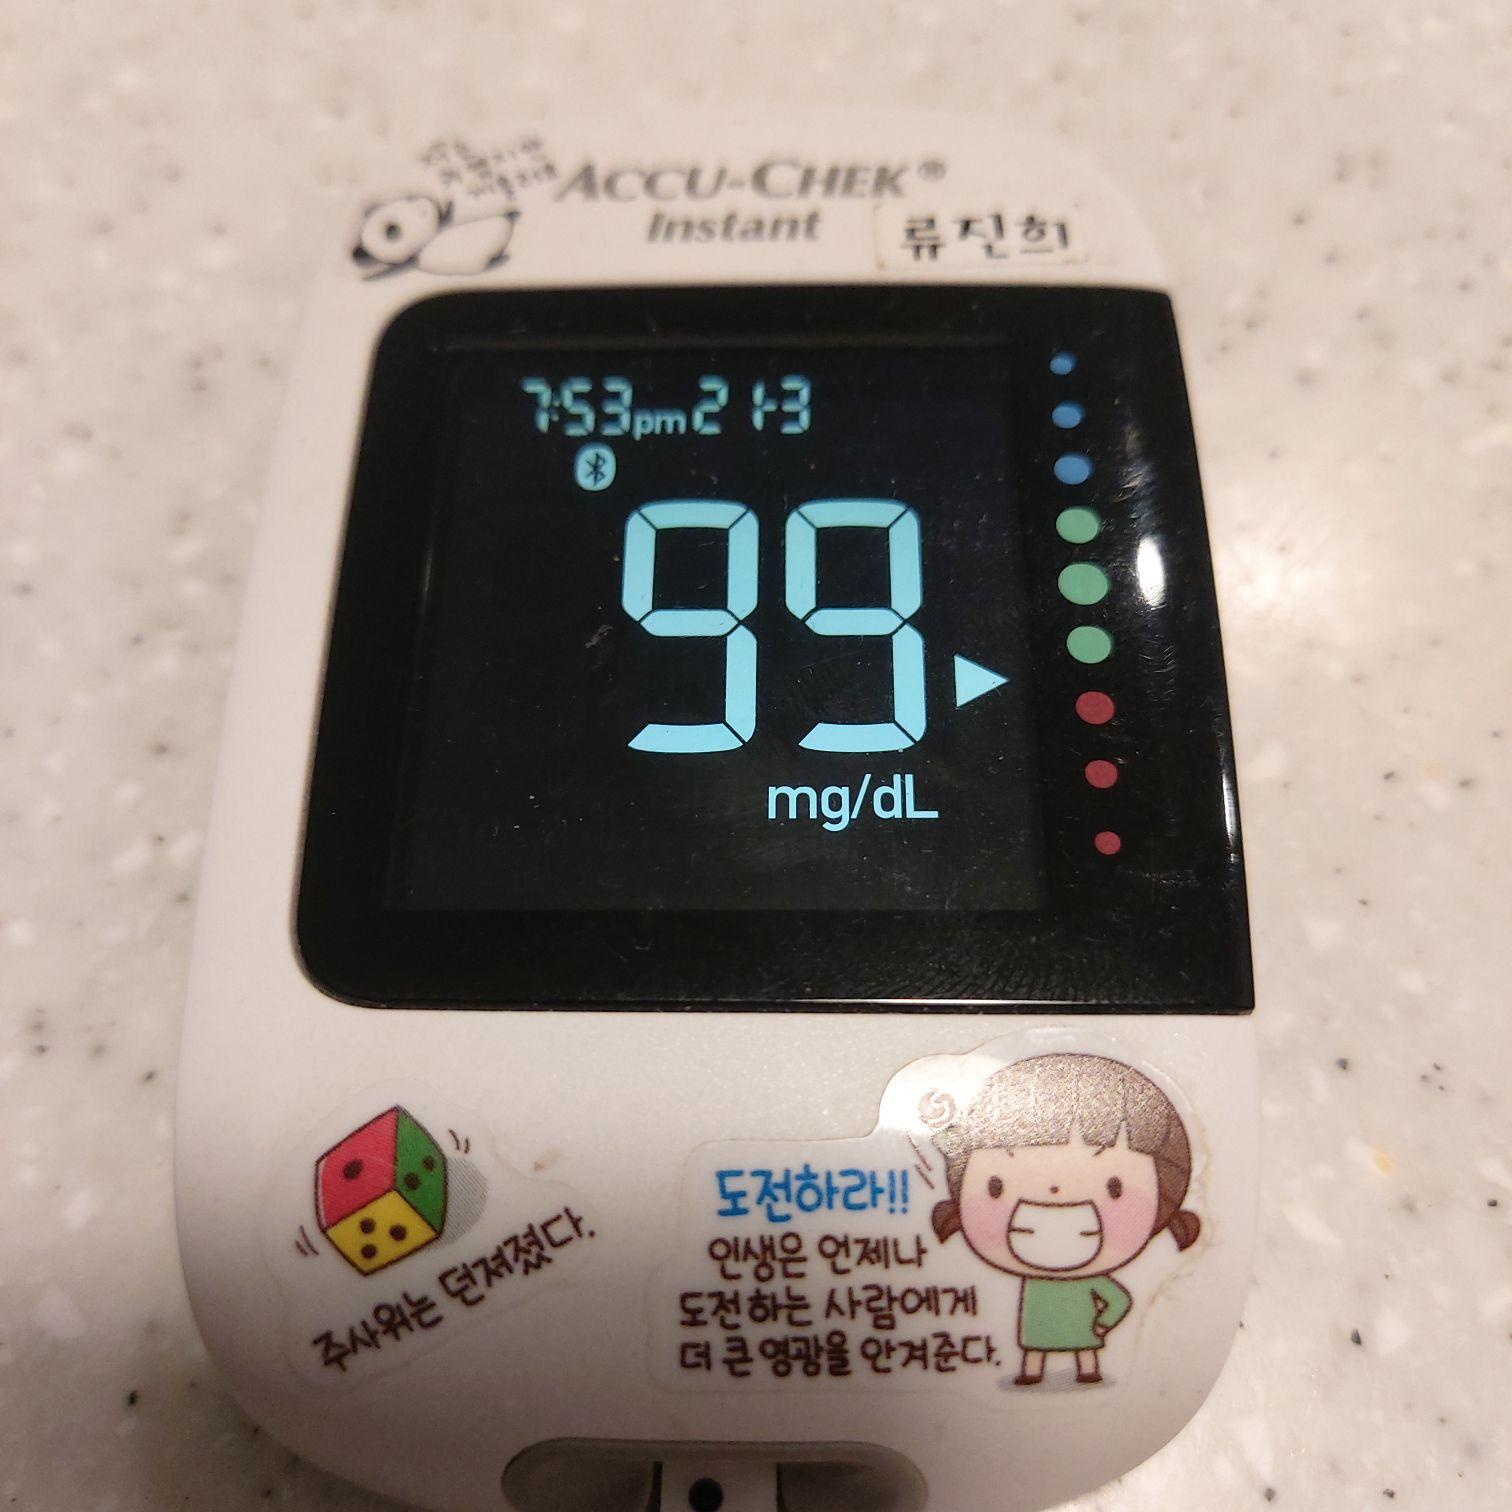 ACCU-CHEK®
Instant
류진희
7:53pm 21-3
99
mg/dL
주사위는 던져졌다.
도전하라!!
인생은 언제나
도전하는 사람에게
더 큰 영광을 안겨준다.